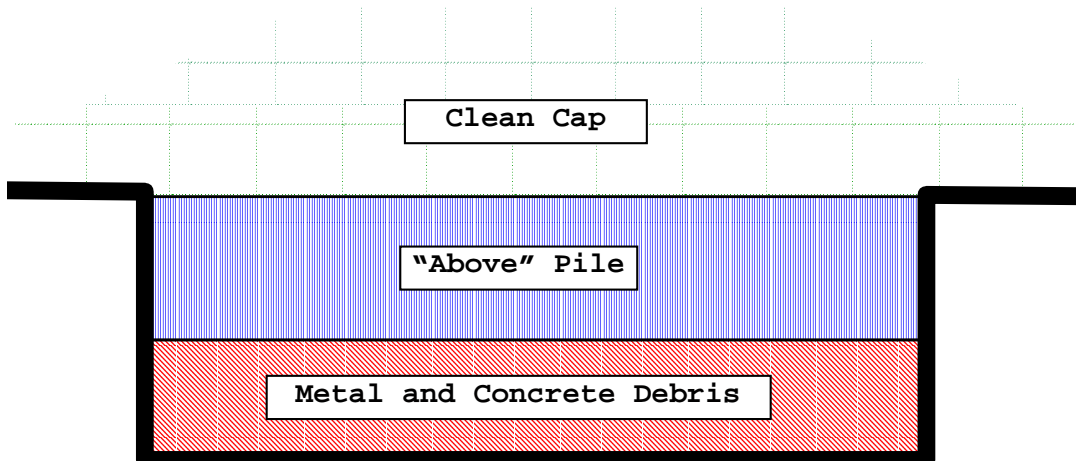 Clean Cap
“Above” Pile
Metal and Concrete Debris